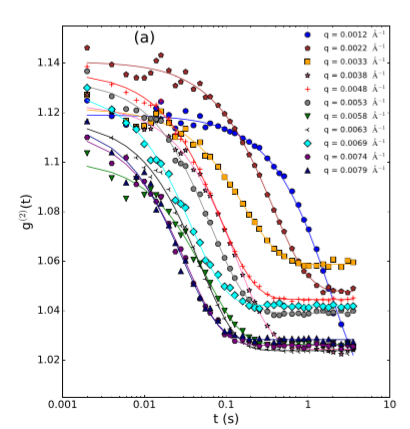 (a)
q = 0.0012 Å⁻¹
q = 0.0022 Å⁻¹
q = 0.0033 Å⁻¹
q = 0.0038 Å⁻¹
q = 0.0048 Å⁻¹
q = 0.0053 Å⁻¹
q = 0.0058 Å⁻¹
q = 0.0063 Å⁻¹
q = 0.0069 Å⁻¹
q = 0.0074 Å⁻¹
q = 0.0079 Å⁻¹
1.14
1.12
1.1
1.08
1.06
1.04
1.02
g⁽²⁾(t)
0.001
0.01
0.1
1
10
t (s)